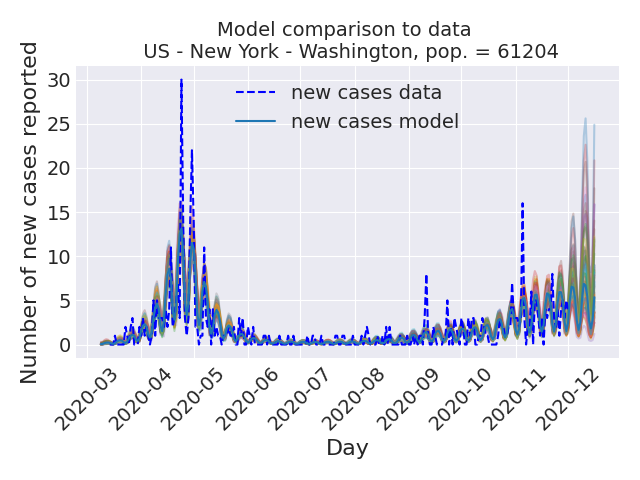 Model comparison to data
US - New York - Washington, pop. = 61204
Number of new cases reported
30
25
20
15
10
5
0
new cases data
new cases model
2020-03
2020-04
2020-05
2020-06
2020-07
2020-08
2020-09
2020-10
2020-11
2020-12
Day